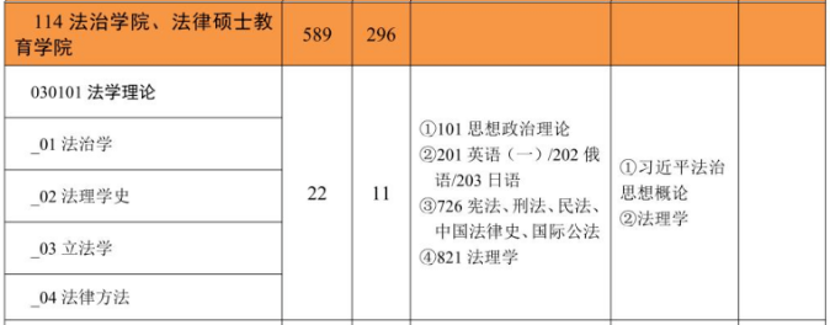 114 法治学院、法律硕士教
育学院
589
296
030101 法学理论
_01 法治学
_02 法理学史
_03 立法学
_04 法律方法
22
11
①101 思想政治理论
②201 英语（一）/202 俄
语/203 日语
③726 宪法、刑法、民法、
中国法律史、国际公法
④821 法理学
①习近平法治
思想概论
②法理学